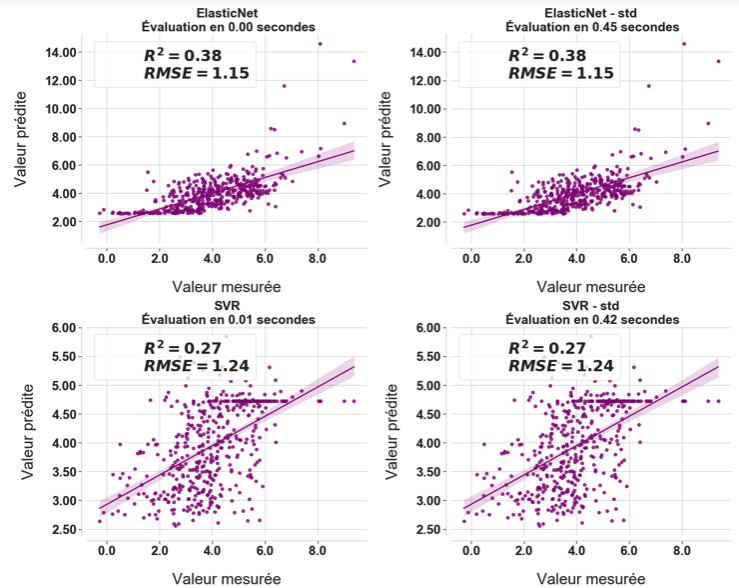 ElasticNet
Évaluation en 0.00 secondes
R² = 0.38
RMSE = 1.15
14.00
12.00
10.00
8.00
6.00
4.00
2.00
Valeur prédite
0.0 2.0 4.0 6.0 8.0
Valeur mesurée
ElasticNet - std
Évaluation en 0.45 secondes
R² = 0.38
RMSE = 1.15
14.00
12.00
10.00
8.00
6.00
4.00
2.00
Valeur prédite
0.0 2.0 4.0 6.0 8.0
Valeur mesurée
SVR
Évaluation en 0.01 secondes
R² = 0.27
RMSE = 1.24
6.00
5.50
5.00
4.50
4.00
3.50
3.00
2.50
Valeur prédite
0.0 2.0 4.0 6.0 8.0
Valeur mesurée
SVR - std
Évaluation en 0.42 secondes
R² = 0.27
RMSE = 1.24
6.00
5.50
5.00
4.50
4.00
3.50
3.00
2.50
Valeur prédite
0.0 2.0 4.0 6.0 8.0
Valeur mesurée